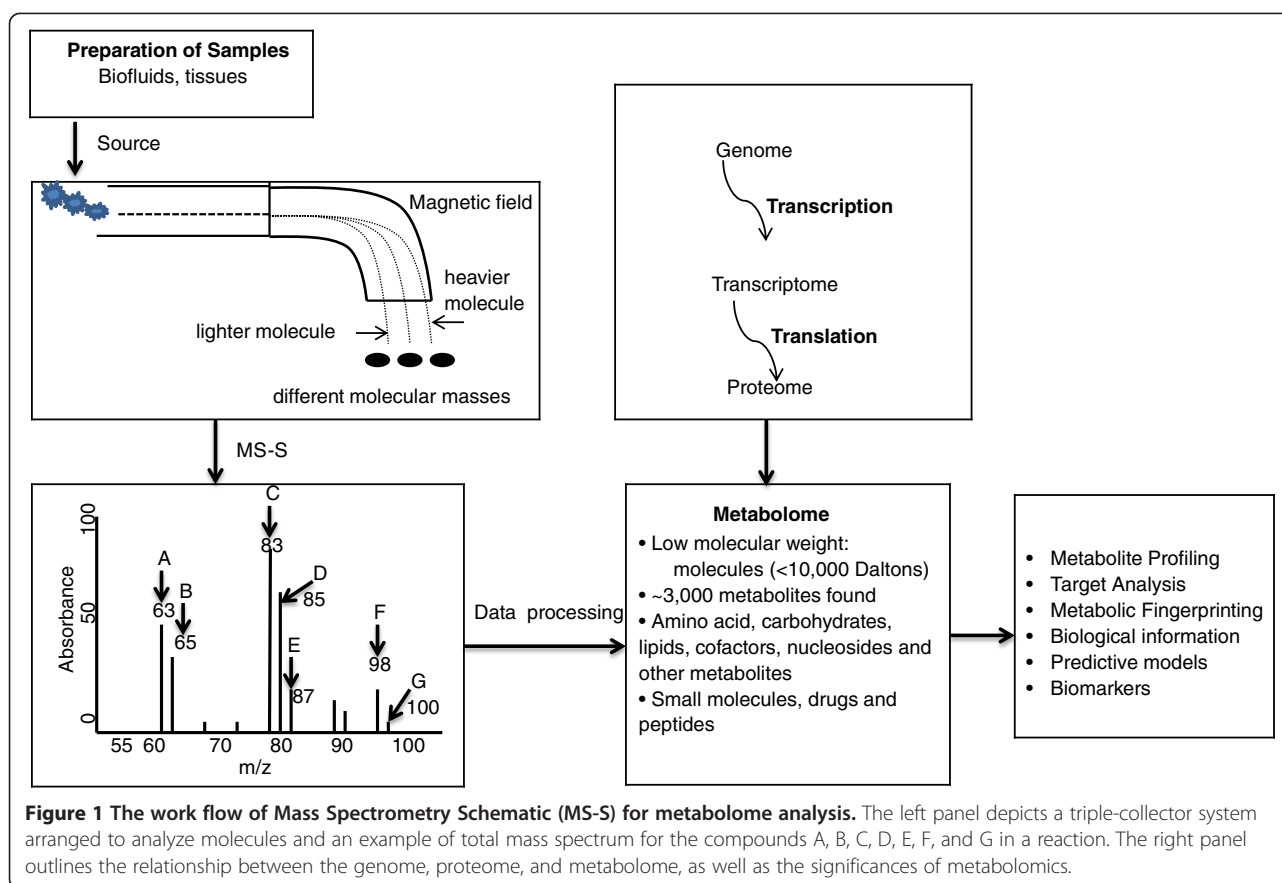 Preparation of Samples
Biofluids, tissues
Source
Magnetic field
heavier
molecule
lighter molecule
different molecular masses
MS-S
Genome
Transcription
Transcriptome
Translation
Proteome
C
83
A
63
B
65
D
85
E
87
F
98
G
100
Absorbance
100
50
0
55 60 70 80 90 100
m/z
Data processing
Metabolome
• Low molecular weight:
molecules (<10,000 Daltons)
• ~3,000 metabolites found
• Amino acid, carbohydrates,
lipids, cofactors, nucleosides and
other metabolites
• Small molecules, drugs and
peptides
• Metabolite Profiling
• Target Analysis
• Metabolic Fingerprinting
• Biological information
• Predictive models
• Biomarkers
Figure 1 The work flow of Mass Spectrometry Schematic (MS-S) for metabolome analysis. The left panel depicts a triple-collector system
arranged to analyze molecules and an example of total mass spectrum for the compounds A, B, C, D, E, F, and G in a reaction. The right panel
outlines the relationship between the genome, proteome, and metabolome, as well as the significances of metabolomics.